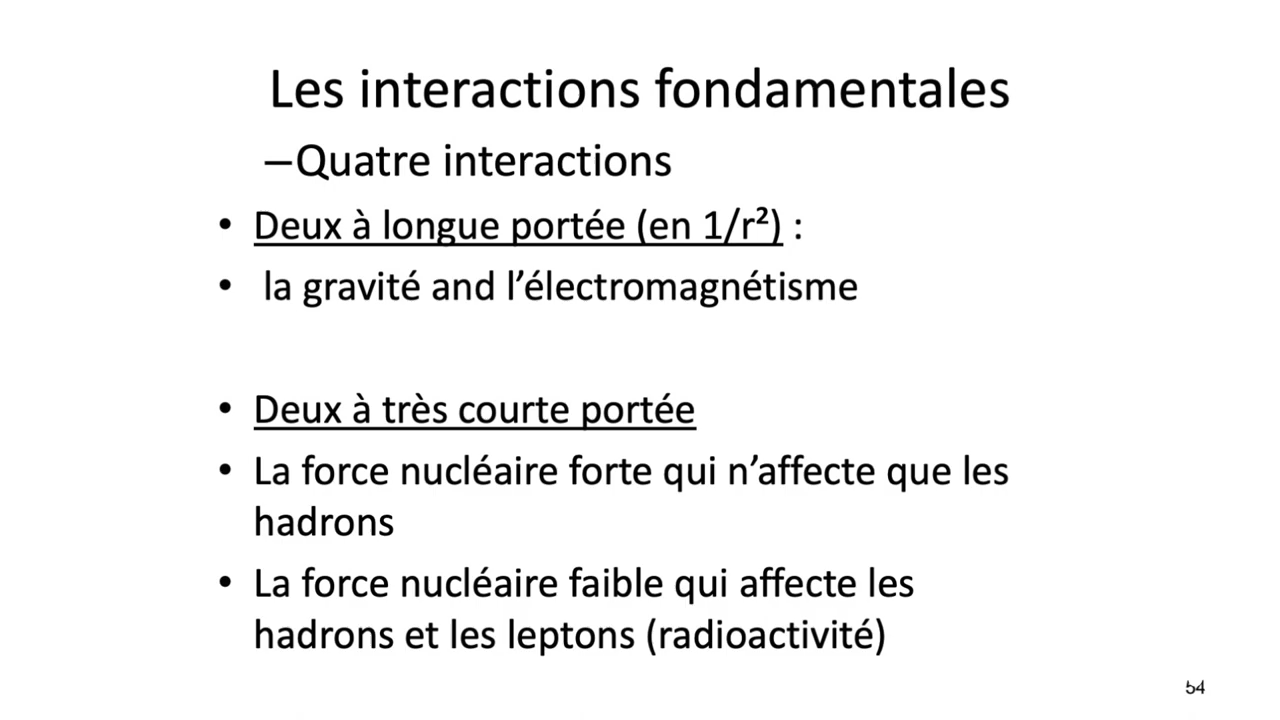 Les interactions fondamentales
–Quatre interactions
• Deux à longue portée (en 1/r²) :
• la gravité and l’électromagnétisme
• Deux à très courte portée
• La force nucléaire forte qui n’affecte que les
hadrons
• La force nucléaire faible qui affecte les
hadrons et les leptons (radioactivité)
54